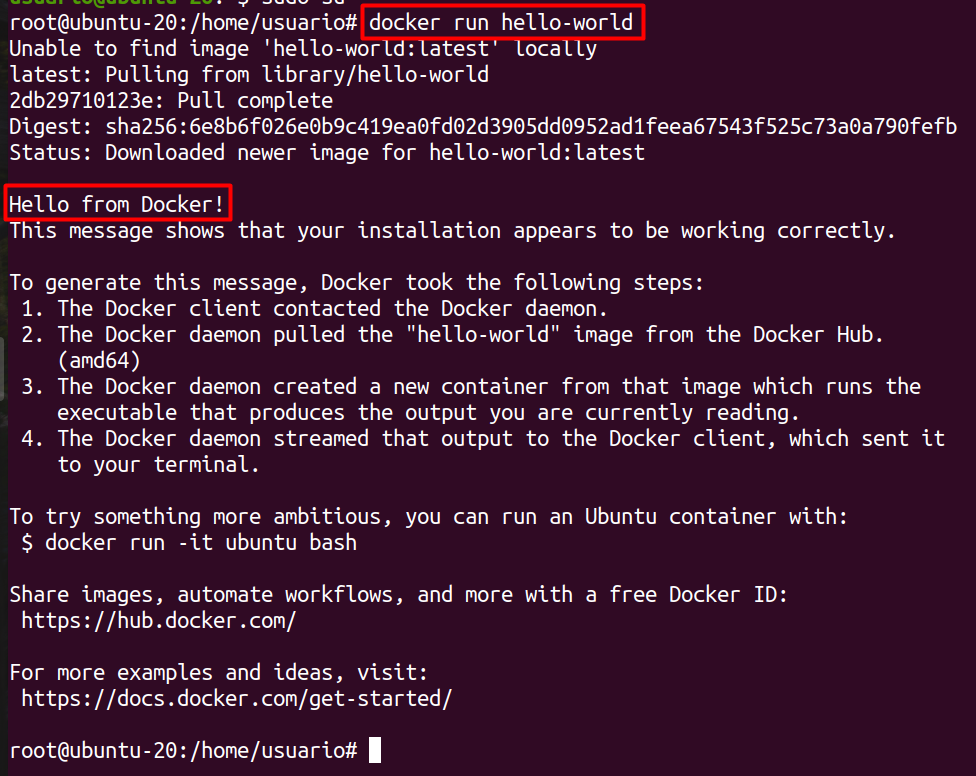 root@ubuntu-20:/home/usuario# docker run hello-world
Unable to find image 'hello-world:latest' locally
latest: Pulling from library/hello-world
2db29710123e: Pull complete
Digest: sha256:6e8b6f026e0b9c419ea0fd02d3905dd0952ad1feea67543f525c73a0a790fefb
Status: Downloaded newer image for hello-world:latest
Hello from Docker!
This message shows that your installation appears to be working correctly.
To generate this message, Docker took the following steps:
1. The Docker client contacted the Docker daemon.
2. The Docker daemon pulled the "hello-world" image from the Docker Hub.
(amd64)
3. The Docker daemon created a new container from that image which runs the
executable that produces the output you are currently reading.
4. The Docker daemon streamed that output to the Docker client, which sent it
to your terminal.
To try something more ambitious, you can run an Ubuntu container with:
$ docker run -it ubuntu bash
Share images, automate workflows, and more with a free Docker ID:
https://hub.docker.com/
For more examples and ideas, visit:
https://docs.docker.com/get-started/
root@ubuntu-20:/home/usuario#